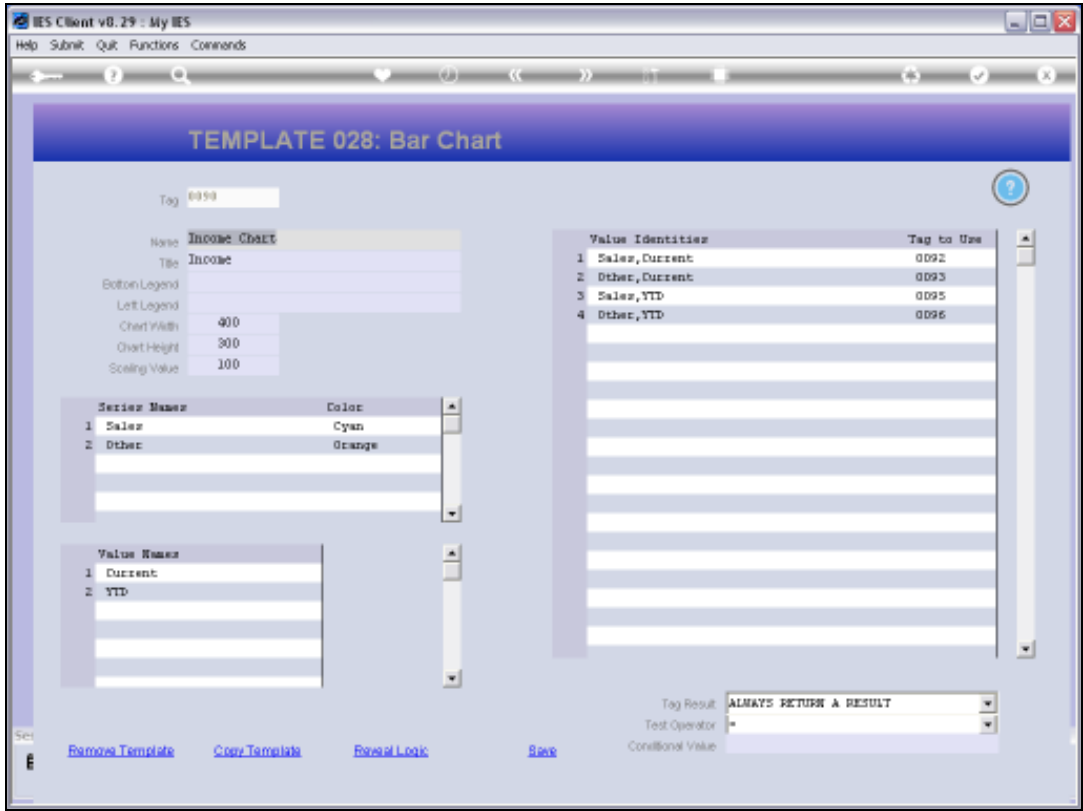 IES Client v8.29 : My IES
Help Submit Quit Functions Commands
TEMPLATE 028: Bar Chart
Tag 0090
Name Income Chart
Title Income
Bottom Legend
Left Legend
Chart Width 400
Chart Height 300
Scaling Value 100
Series Names Color
1 Sales Cyan
2 Other Orange
Value Names
1 Current
2 YTD
Value Identities Tag to Use
1 Sales,Current 0092
2 Other,Current 0093
3 Sales,YTD 0095
4 Other,YTD 0096
Tag Result ALWAYS RETURN A RESULT
Test Operator =
Conditional Value
Remove Template Copy Template Reveal Logic Save